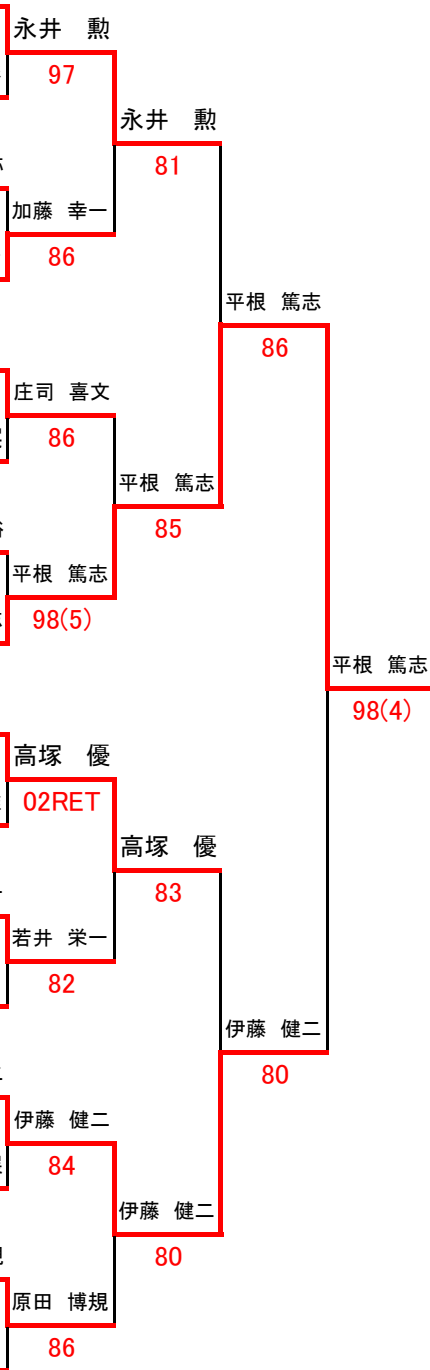 永井　勲
97
永井　勲
81
加藤 幸一
86
平根 篤志
86
庄司 喜文
86
平根 篤志
85
平根 篤志
98(5)
平根 篤志
98(4)
高塚　優
02RET
高塚　優
83
若井 栄一
82
伊藤 健二
80
伊藤 健二
84
伊藤 健二
80
原田 博規
86